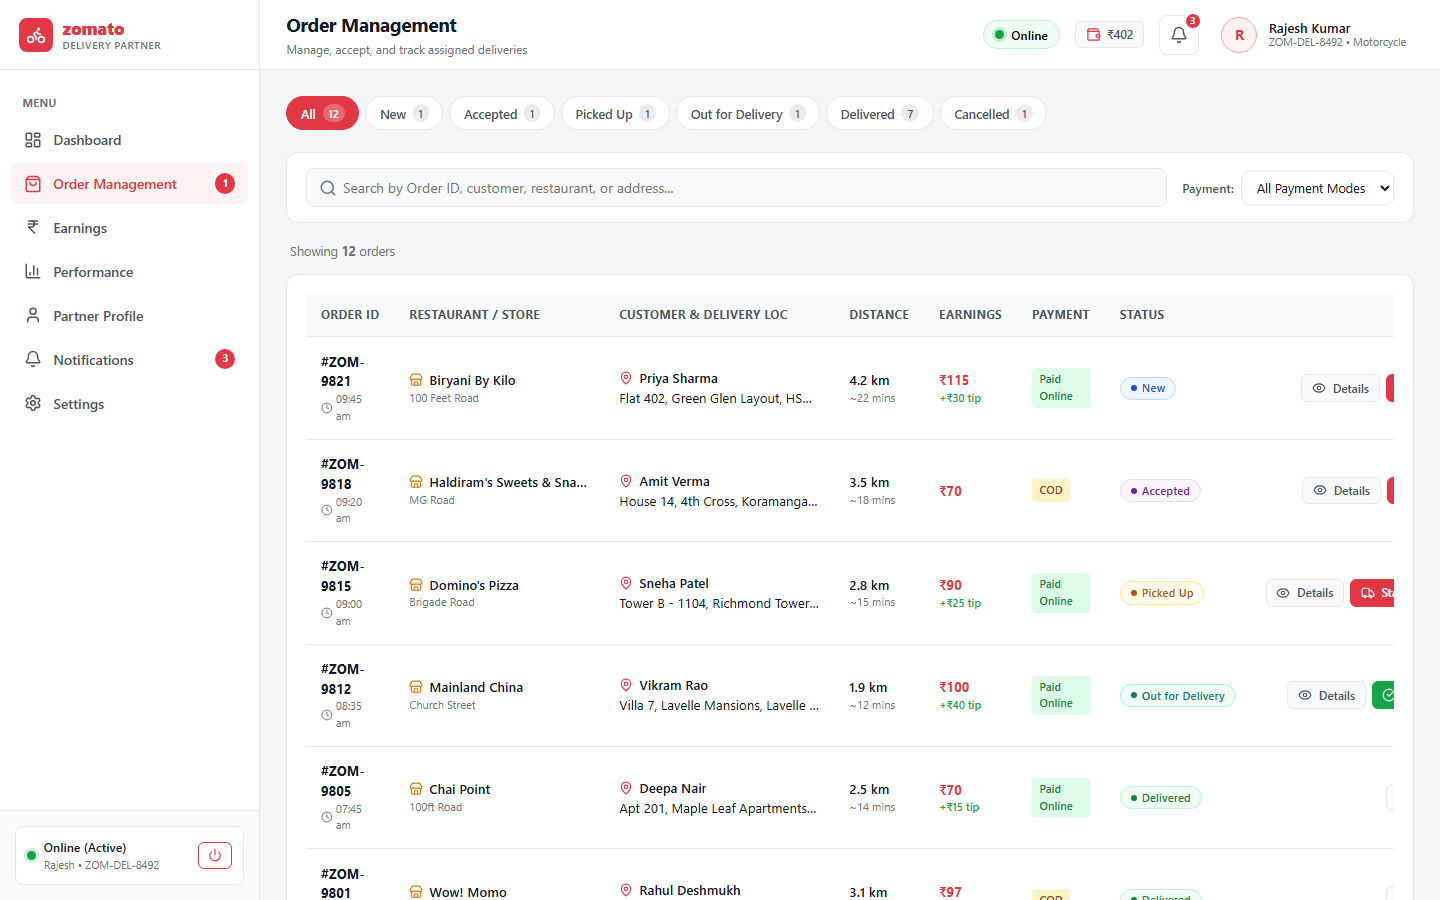 zomato
DELIVERY PARTNER
MENU
Dashboard
Order Management 1
Earnings
Performance
Partner Profile
Notifications 3
Settings
Online (Active)
Rajesh • ZOM-DEL-8492
Order Management
Manage, accept, and track assigned deliveries
Online
₹402
3
R
Rajesh Kumar
ZOM-DEL-8492 • Motorcycle
All 12
New 1
Accepted 1
Picked Up 1
Out for Delivery 1
Delivered 7
Cancelled 1
Search by Order ID, customer, restaurant, or address...
Payment: All Payment Modes
Showing 12 orders
ORDER ID RESTAURANT / STORE CUSTOMER & DELIVERY LOC DISTANCE EARNINGS PAYMENT STATUS
#ZOM-
9821
09:45
am
Biryani By Kilo
100 Feet Road
Priya Sharma
Flat 402, Green Glen Layout, HS...
4.2 km
~22 mins
₹115
+₹30 tip
Paid
Online
New
Details
#ZOM-
9818
09:20
am
Haldiram's Sweets & Sna...
MG Road
Amit Verma
House 14, 4th Cross, Koramanga...
3.5 km
~18 mins
₹70
COD
Accepted
Details
#ZOM-
9815
09:00
am
Domino's Pizza
Brigade Road
Sneha Patel
Tower B - 1104, Richmond Tower...
2.8 km
~15 mins
₹90
+₹25 tip
Paid
Online
Picked Up
Details
#ZOM-
9812
08:35
am
Mainland China
Church Street
Vikram Rao
Villa 7, Lavelle Mansions, Lavelle ...
1.9 km
~12 mins
₹100
+₹40 tip
Paid
Online
Out for Delivery
Details
#ZOM-
9805
07:45
am
Chai Point
100ft Road
Deepa Nair
Apt 201, Maple Leaf Apartments...
2.5 km
~14 mins
₹70
+₹15 tip
Paid
Online
Delivered
#ZOM-
9801
Wow! Momo
Rahul Deshmukh
3.1 km
₹97
COD
Delivered